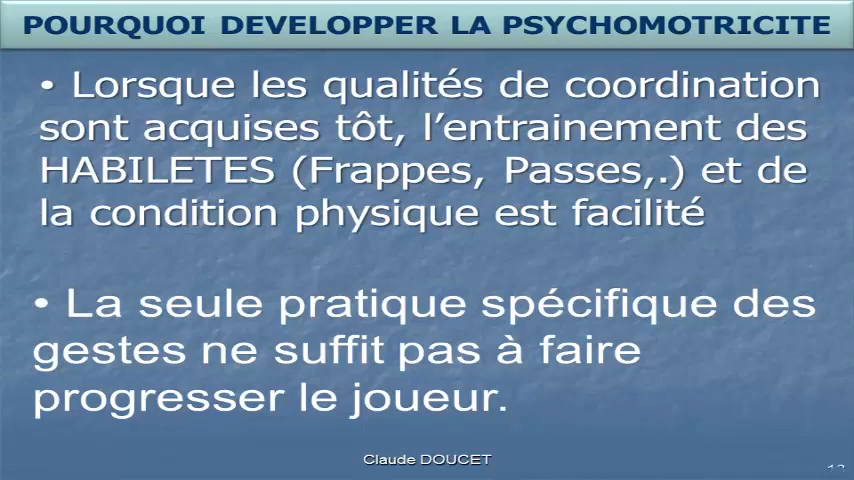 POURQUOI DEVELOPPER LA PSYCHOMOTRICITE
• Lorsque les qualités de coordination
sont acquises tôt, l’entrainement des
HABILETES (Frappes, Passes,.) et de
la condition physique est facilité
• La seule pratique spécifique des
gestes ne suffit pas à faire
progresser le joueur.
Claude DOUCET